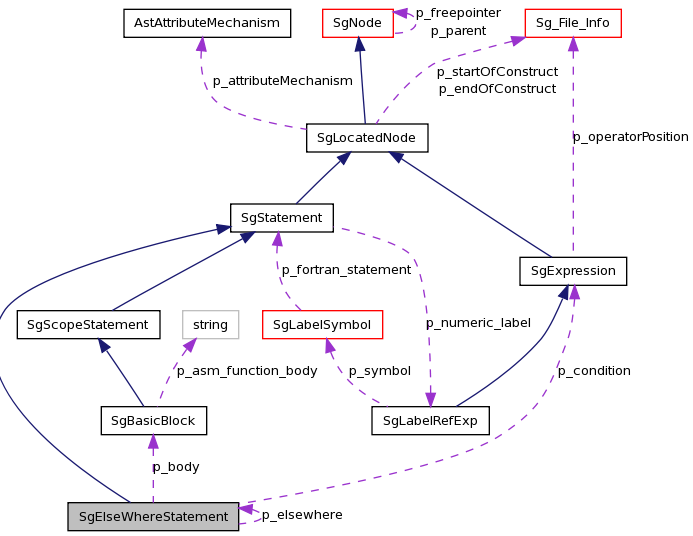 p_freepointer
AstAttributeMechanism
SgNode
Sg_File_Info
p_parent
p_startOfConstruct
p_attributeMechanism
p_endOfConstruct
SgLocatedNode
p_operatorPosition
SgStatement
p_fortran_statement
SgExpression
SgScopeStatement
string
SgLabelSymbol
p_numeric_label
p_asm_function_body
p_symbol
p_condition
SgBasicBlock
SgLabelRefExp
p_body
SgElseWhereStatement
p_elsewhere